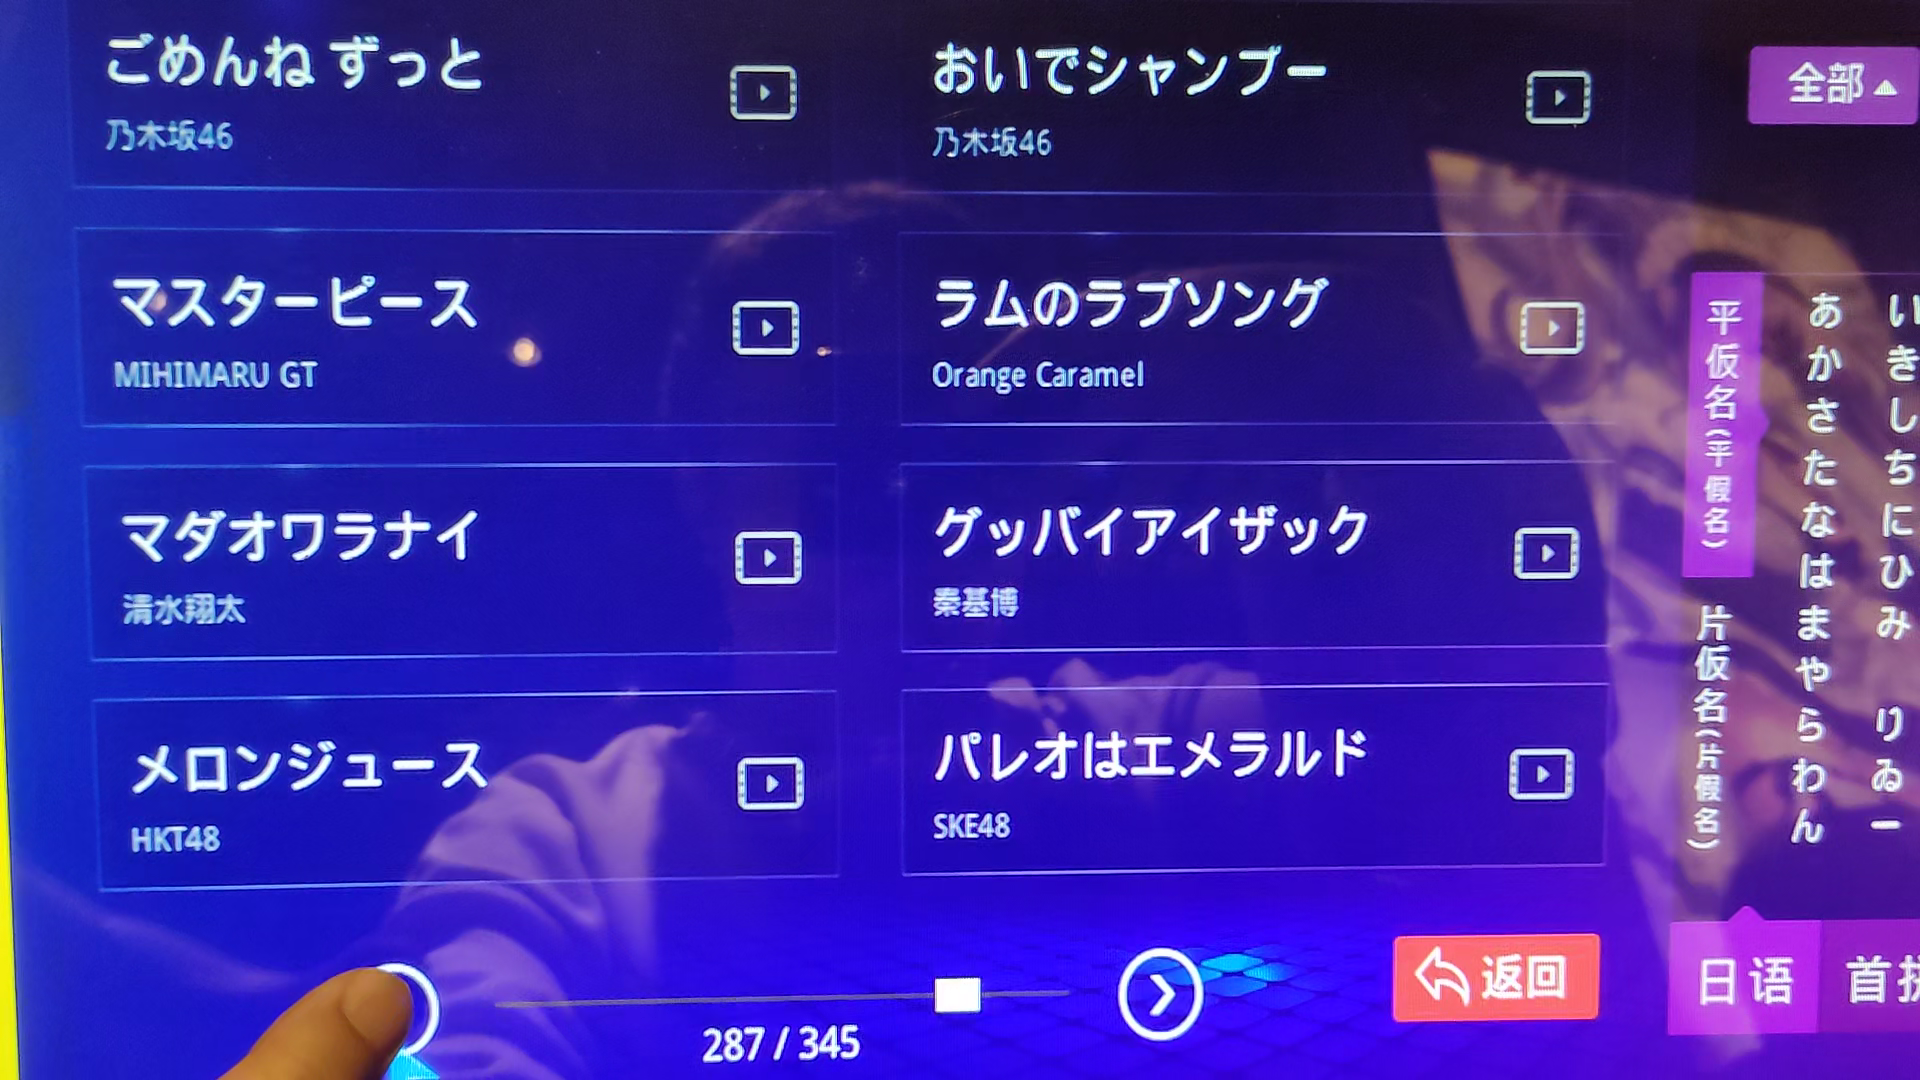 ごめんね ずっと
乃木坂46
おいでシャンプー
乃木坂46
マスターピース
MIHIMARU GT
ラムのラブソング
Orange Caramel
マダオワラナイ
清水翔太
グッバイアイザック
秦基博
メロンジュース
HKT48
パレオはエメラルド
SKE48
287 / 345
返回
全部
平仮名(平假名)
片仮名(片假名)
あかさたなはまやらわん
いきしちにひみ りゐー
日语
首